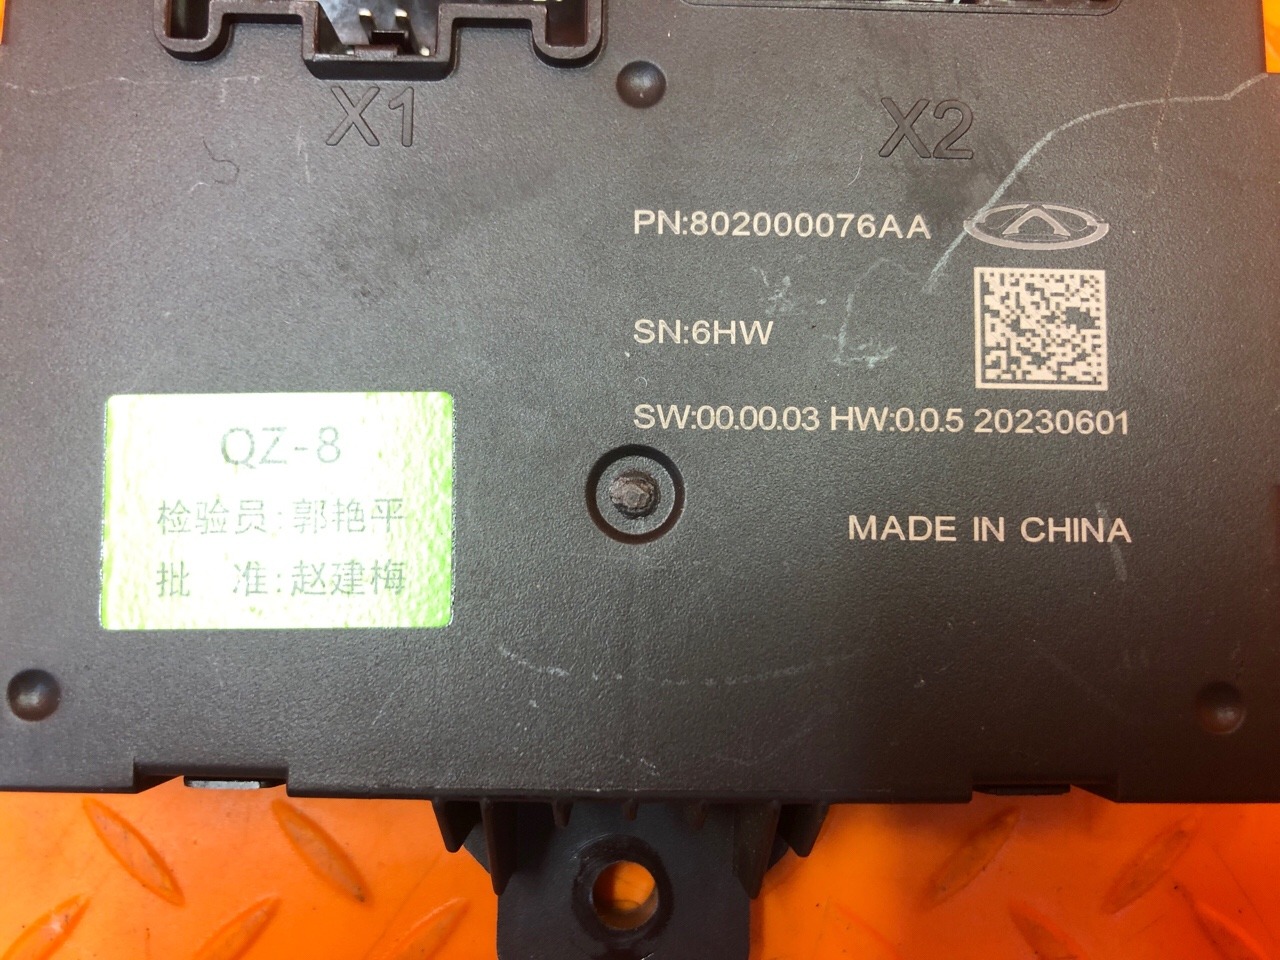 X1
X2
PN:802000076AA
SN:6HW
SW:00.00.03 HW:0.0.5 20230601
MADE IN CHINA
QZ-8
检验员:郭艳平
批 准:赵建梅